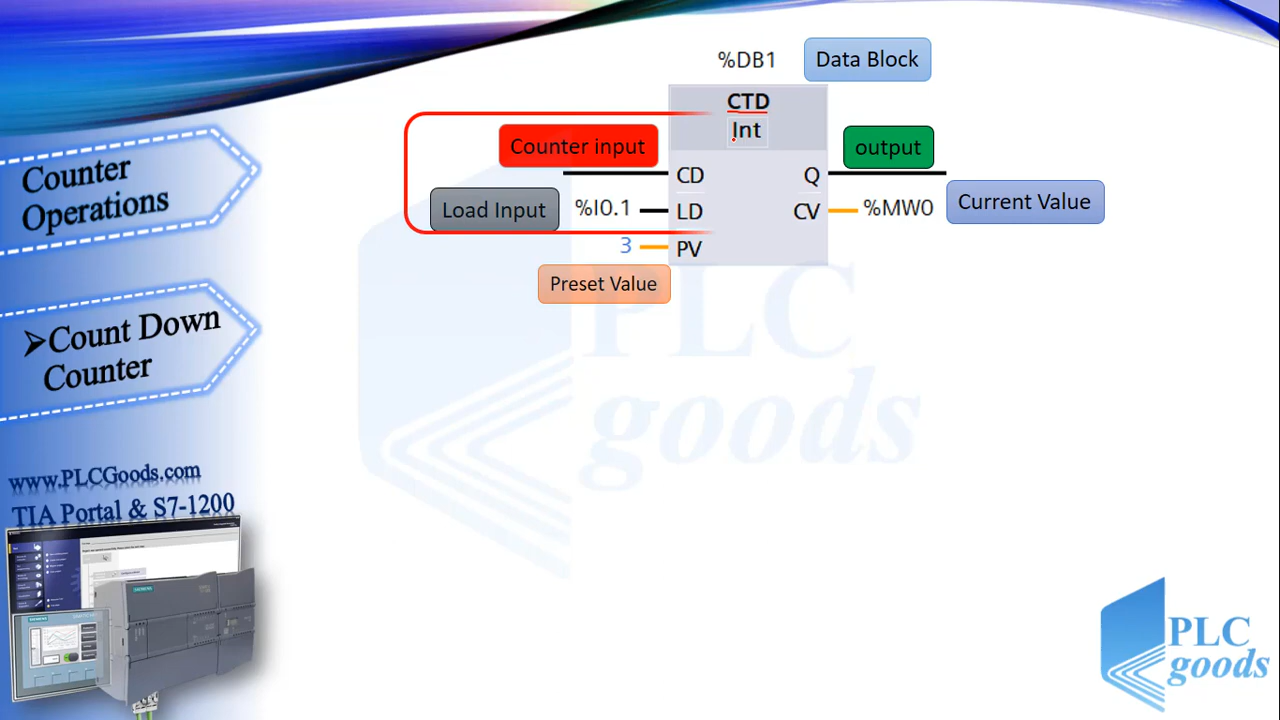 %DB1
Data Block
CTD
Int
Counter input
output
CD
Q
Load Input
%I0.1
LD
CV
%MW0
Current Value
3
PV
Preset Value
Counter
Operations
➢Count Down
Counter
www.PLCGoods.com
TIA Portal & S7-1200
SIEMENS
SIEMENS
PLC
goods
PLC
goods